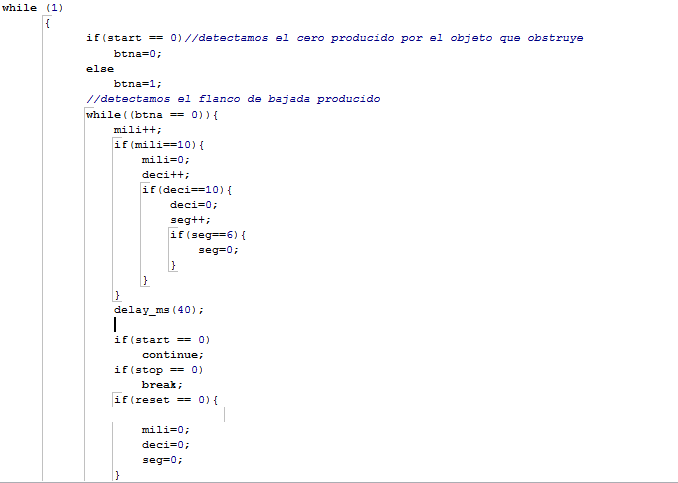 while (1)
{
if(start == 0)//detectamos el cero producido por el objeto que obstruye
btna=0;
else
btna=1;
//detectamos el flanco de bajada producido
while((btna == 0)){
mili++;
if(mili==10){
mili=0;
deci++;
if(deci==10){
deci=0;
seg++;
if(seg==6){
seg=0;
}
}
}
delay_ms(40);
if(start == 0)
continue;
if(stop == 0)
break;
if(reset == 0){
mili=0;
deci=0;
seg=0;
}